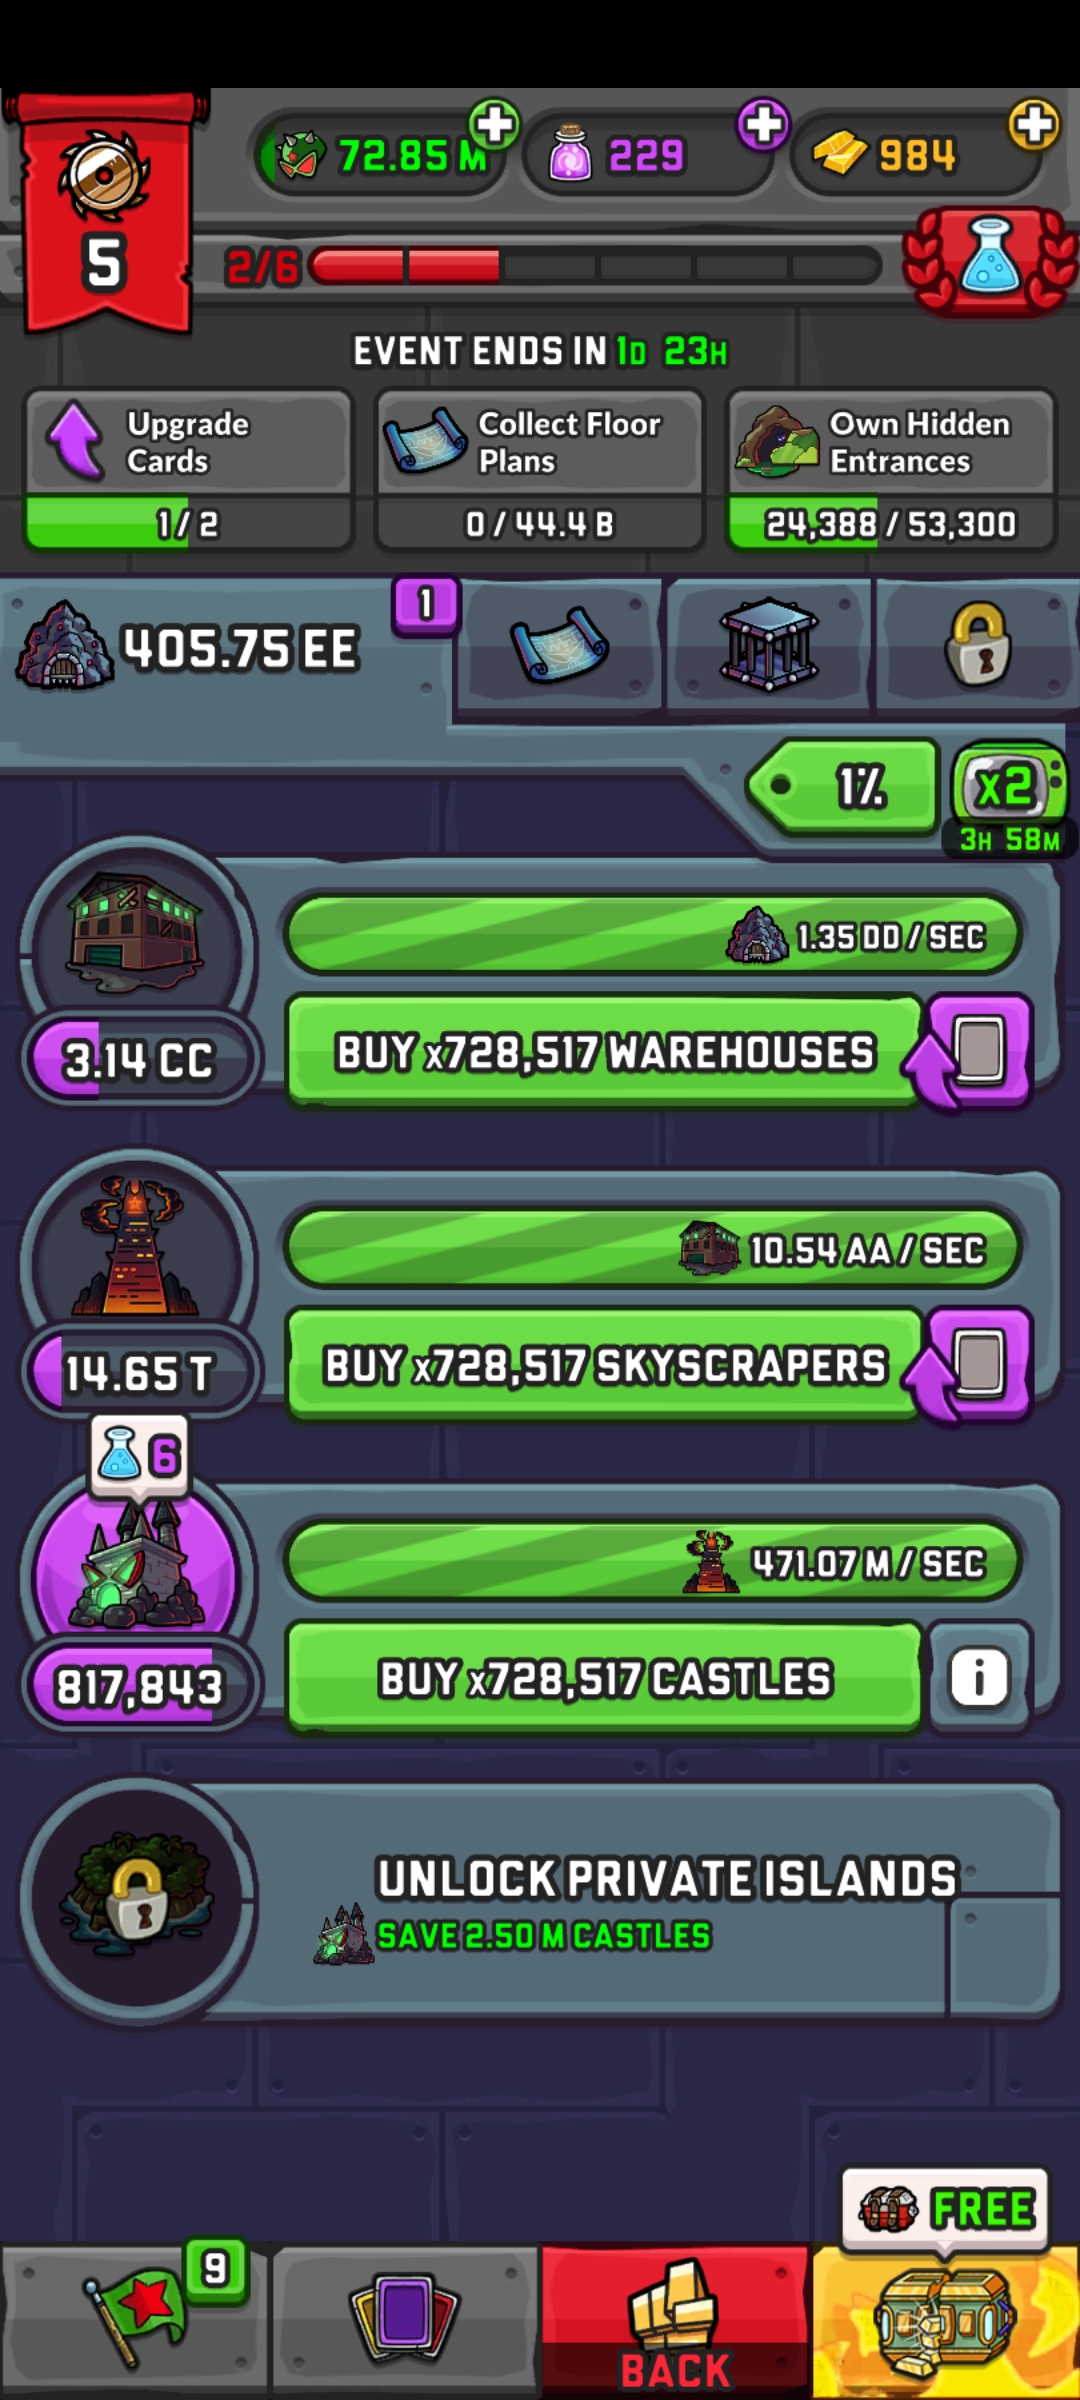 72.85 M
229
984
5
2/6
EVENT ENDS IN 1D 23H
Upgrade
Cards
1 / 2
Collect Floor
Plans
0 / 44.4 B
Own Hidden
Entrances
24,388 / 53,300
405.75 EE
1
1%
x2
3H 58M
1.35 DD / SEC
3.14 CC
BUY x728,517 WAREHOUSES
10.54 AA / SEC
14.65 T
BUY x728,517 SKYSCRAPERS
6
471.07 M / SEC
817,843
BUY x728,517 CASTLES
i
UNLOCK PRIVATE ISLANDS
SAVE 2.50 M CASTLES
FREE
9
BACK